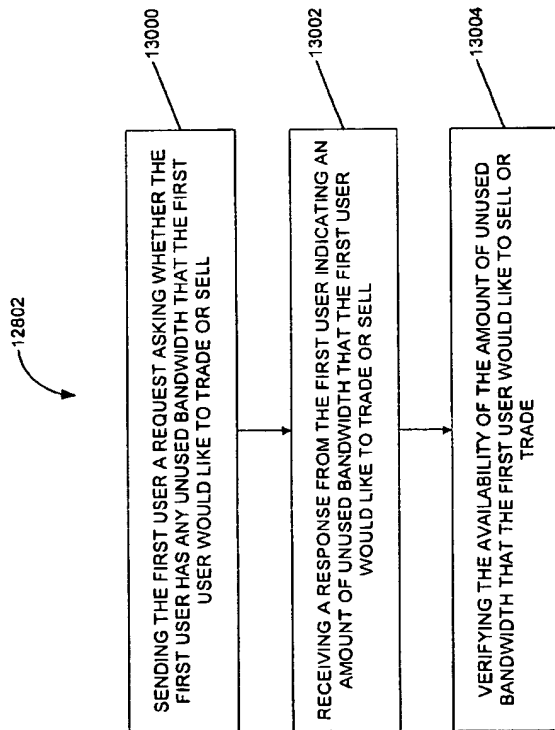 12802
SENDING THE FIRST USER A REQUEST ASKING WHETHER THE
FIRST USER HAS ANY UNUSED BANDWIDTH THAT THE FIRST
USER WOULD LIKE TO TRADE OR SELL
13000
RECEIVING A RESPONSE FROM THE FIRST USER INDICATING AN
AMOUNT OF UNUSED BANDWIDTH THAT THE FIRST USER
WOULD LIKE TO TRADE OR SELL
13002
VERIFYING THE AVAILABILITY OF THE AMOUNT OF UNUSED
BANDWIDTH THAT THE FIRST USER WOULD LIKE TO SELL OR
TRADE
13004